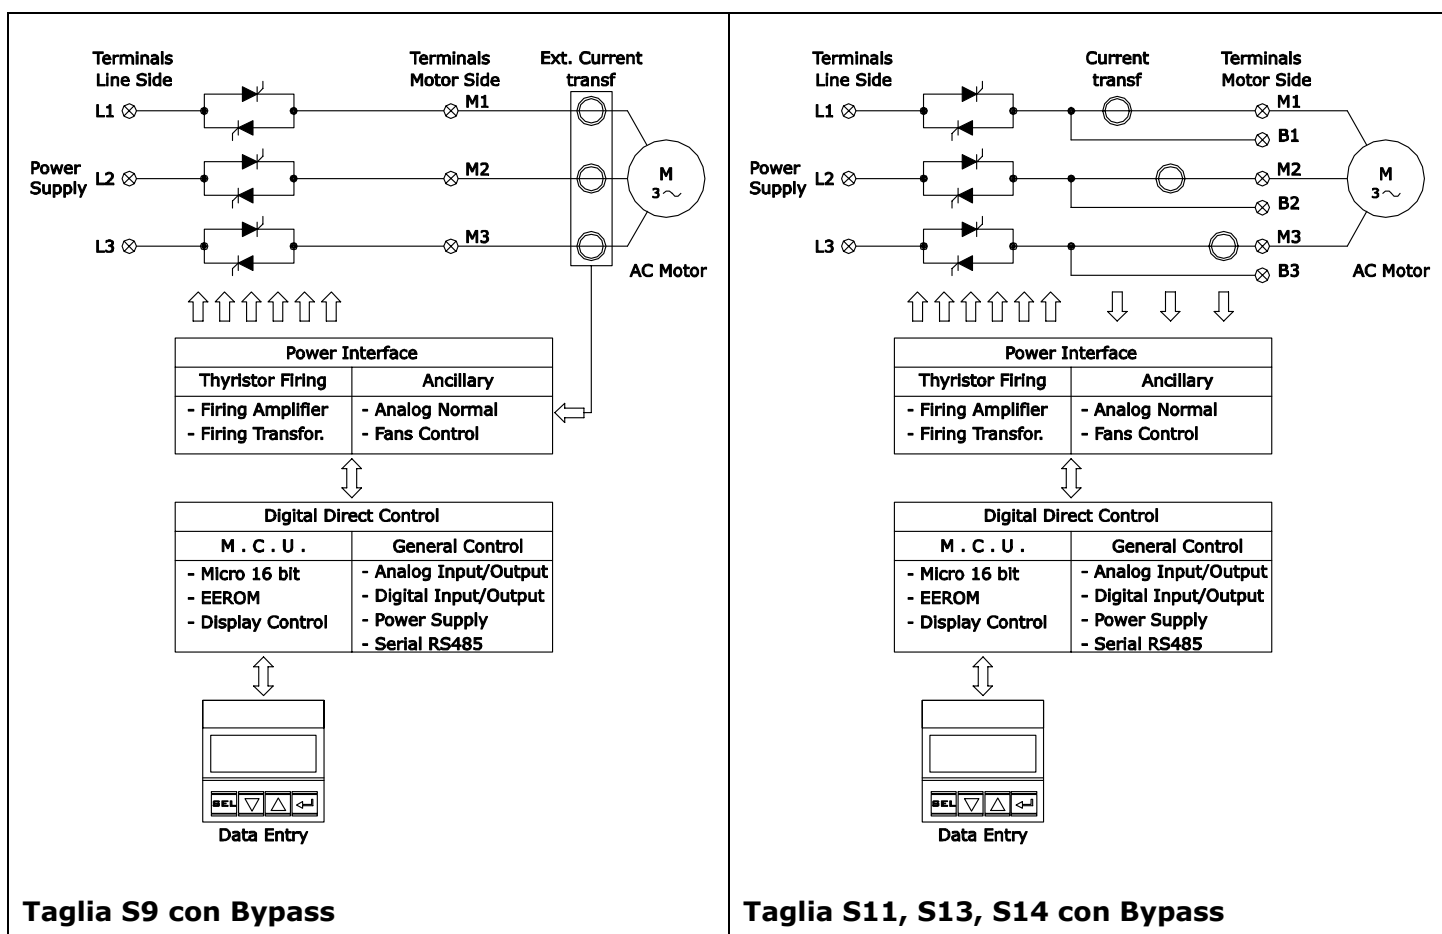 Terminals
Line Side
Terminals
Motor Side
Ext. Current
transf
L1
M1
Power
Supply
L2
M2
M
3
L3
M3
AC Motor
Power Interface
Thyristor Firing
Ancillary
- Firing Amplifier
- Analog Normal
- Firing Transfor.
- Fans Control
Digital Direct Control
M . C . U .
General Control
- Micro 16 bit
- Analog Input/Output
- EEROM
- Digital Input/Output
- Display Control
- Power Supply
- Serial RS485
SEL
Data Entry
Taglia S9 con Bypass
Terminals
Line Side
Current
transf
Terminals
Motor Side
L1
M1
B1
Power
Supply
L2
M2
M
3
B2
L3
M3
B3
AC Motor
Power Interface
Thyristor Firing
Ancillary
- Firing Amplifier
- Analog Normal
- Firing Transfor.
- Fans Control
Digital Direct Control
M . C . U .
General Control
- Micro 16 bit
- Analog Input/Output
- EEROM
- Digital Input/Output
- Display Control
- Power Supply
- Serial RS485
SEL
Data Entry
Taglia S11, S13, S14 con Bypass